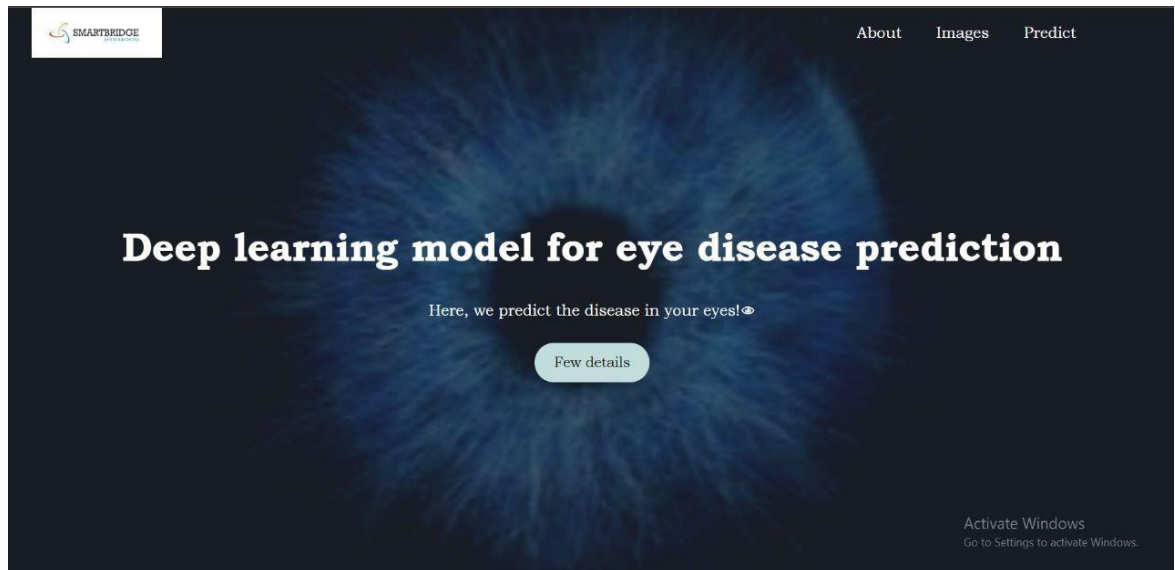 SMARTBRIDGE
About Images Predict
Deep learning model for eye disease prediction
Here, we predict the disease in your eyes!
Few details
Activate Windows
Go to Settings to activate Windows.